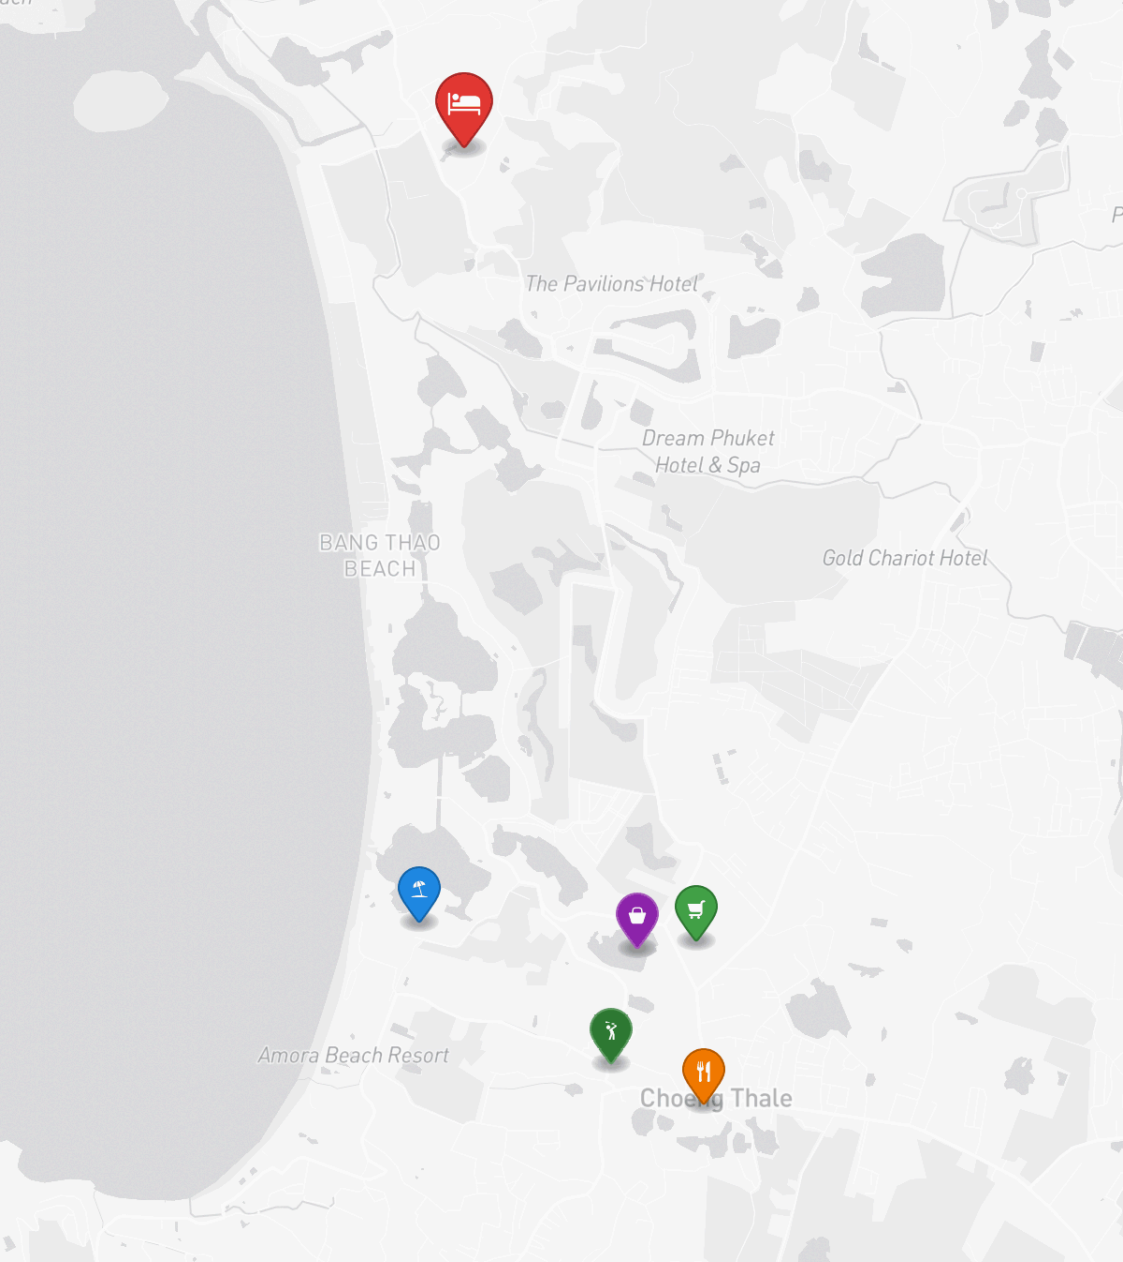 The Pavilions Hotel
Dream Phuket
Hotel & Spa
BANG THAO
BEACH
Gold Chariot Hotel
Amora Beach Resort
Choeng Thale